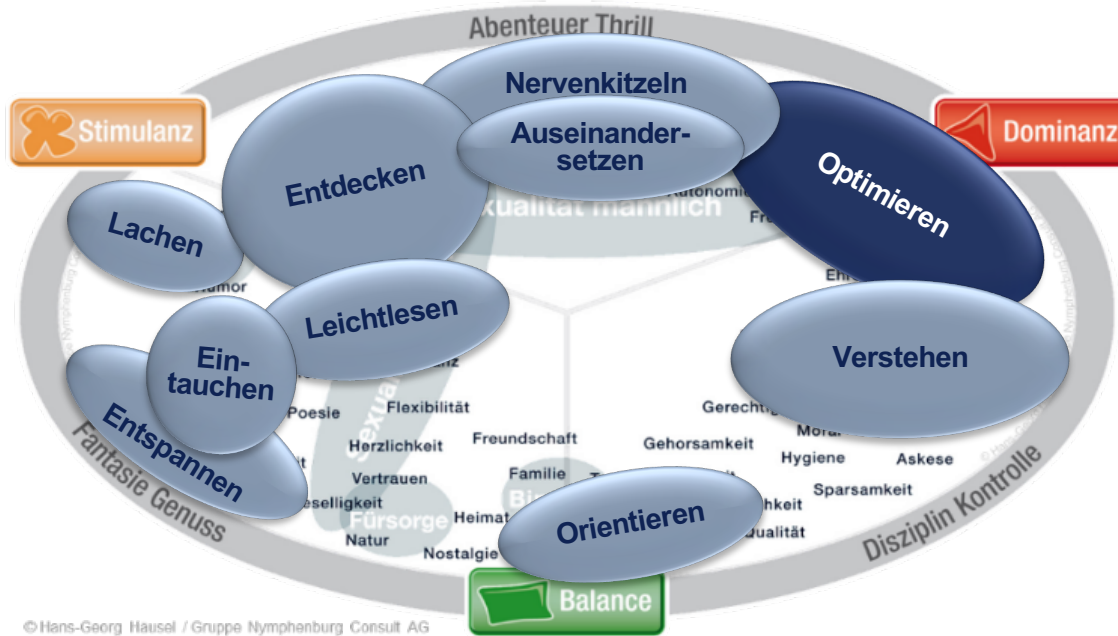 Abenteuer Thrill
Nervenkitzeln
Stimulanz
Dominanz
Auseinander-
setzen
Optimieren
Entdecken
männlich
Lachen
Leichtlesen
Verstehen
Ein-
tauchen
Poesie
Flexibilität
Entspannen
Herzlichkeit
Freundschaft
Gehorsamkeit
Hygiene
Askese
Vertrauen
Familie
Sparsamkeit
Fantasie Genuss
Fürsorge
Heimat
Orientieren
Qualität
Disziplin Kontrolle
Natur
Nostalgie
Balance
©Hans-Georg Häusel / Gruppe Nymphenburg Consult AG